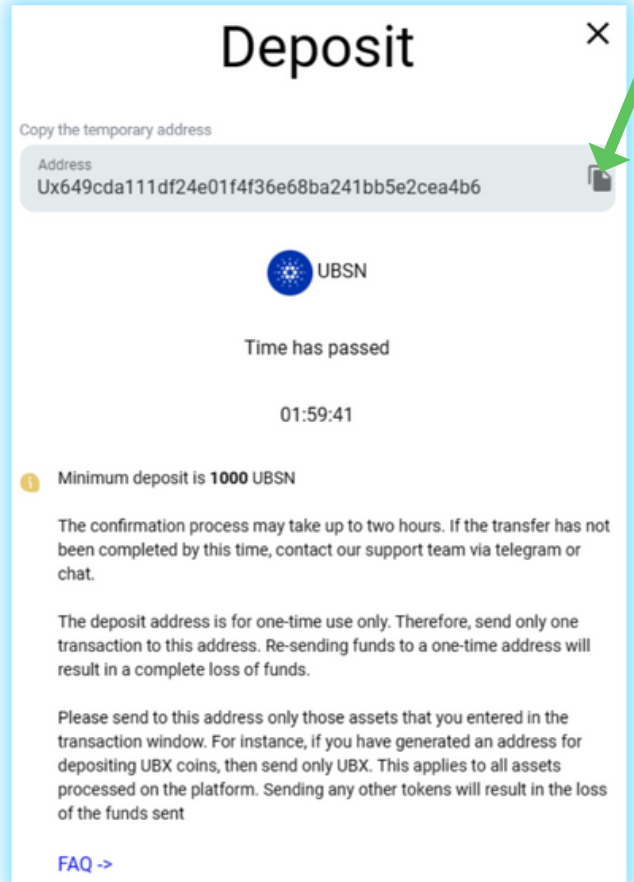 Deposit
Copy the temporary address
Address
Ux649cda111df24e01f4f36e68ba241bb5e2cea4b6
UBSN
Time has passed
01:59:41
Minimum deposit is 1000 UBSN
The confirmation process may take up to two hours. If the transfer has not
been completed by this time, contact our support team via telegram or
chat.
The deposit address is for one-time use only. Therefore, send only one
transaction to this address. Re-sending funds to a one-time address will
result in a complete loss of funds.
Please send to this address only those assets that you entered in the
transaction window. For instance, if you have generated an address for
depositing UBX coins, then send only UBX. This applies to all assets
processed on the platform. Sending any other tokens will result in the loss
of the funds sent
FAQ ->